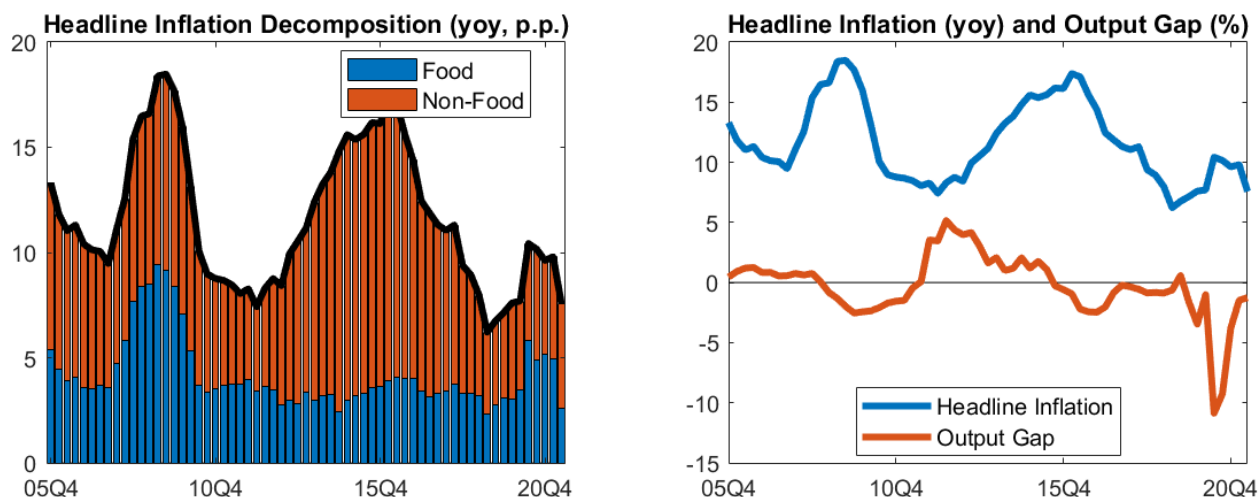 Headline Inflation Decomposition (yoy, p.p.)
20
15
10
5
0
05Q4
10Q4
15Q4
20Q4
Food
Non-Food
Headline Inflation (yoy) and Output Gap (%)
20
15
10
5
0
-5
-10
-15
05Q4
10Q4
15Q4
20Q4
Headline Inflation
Output Gap